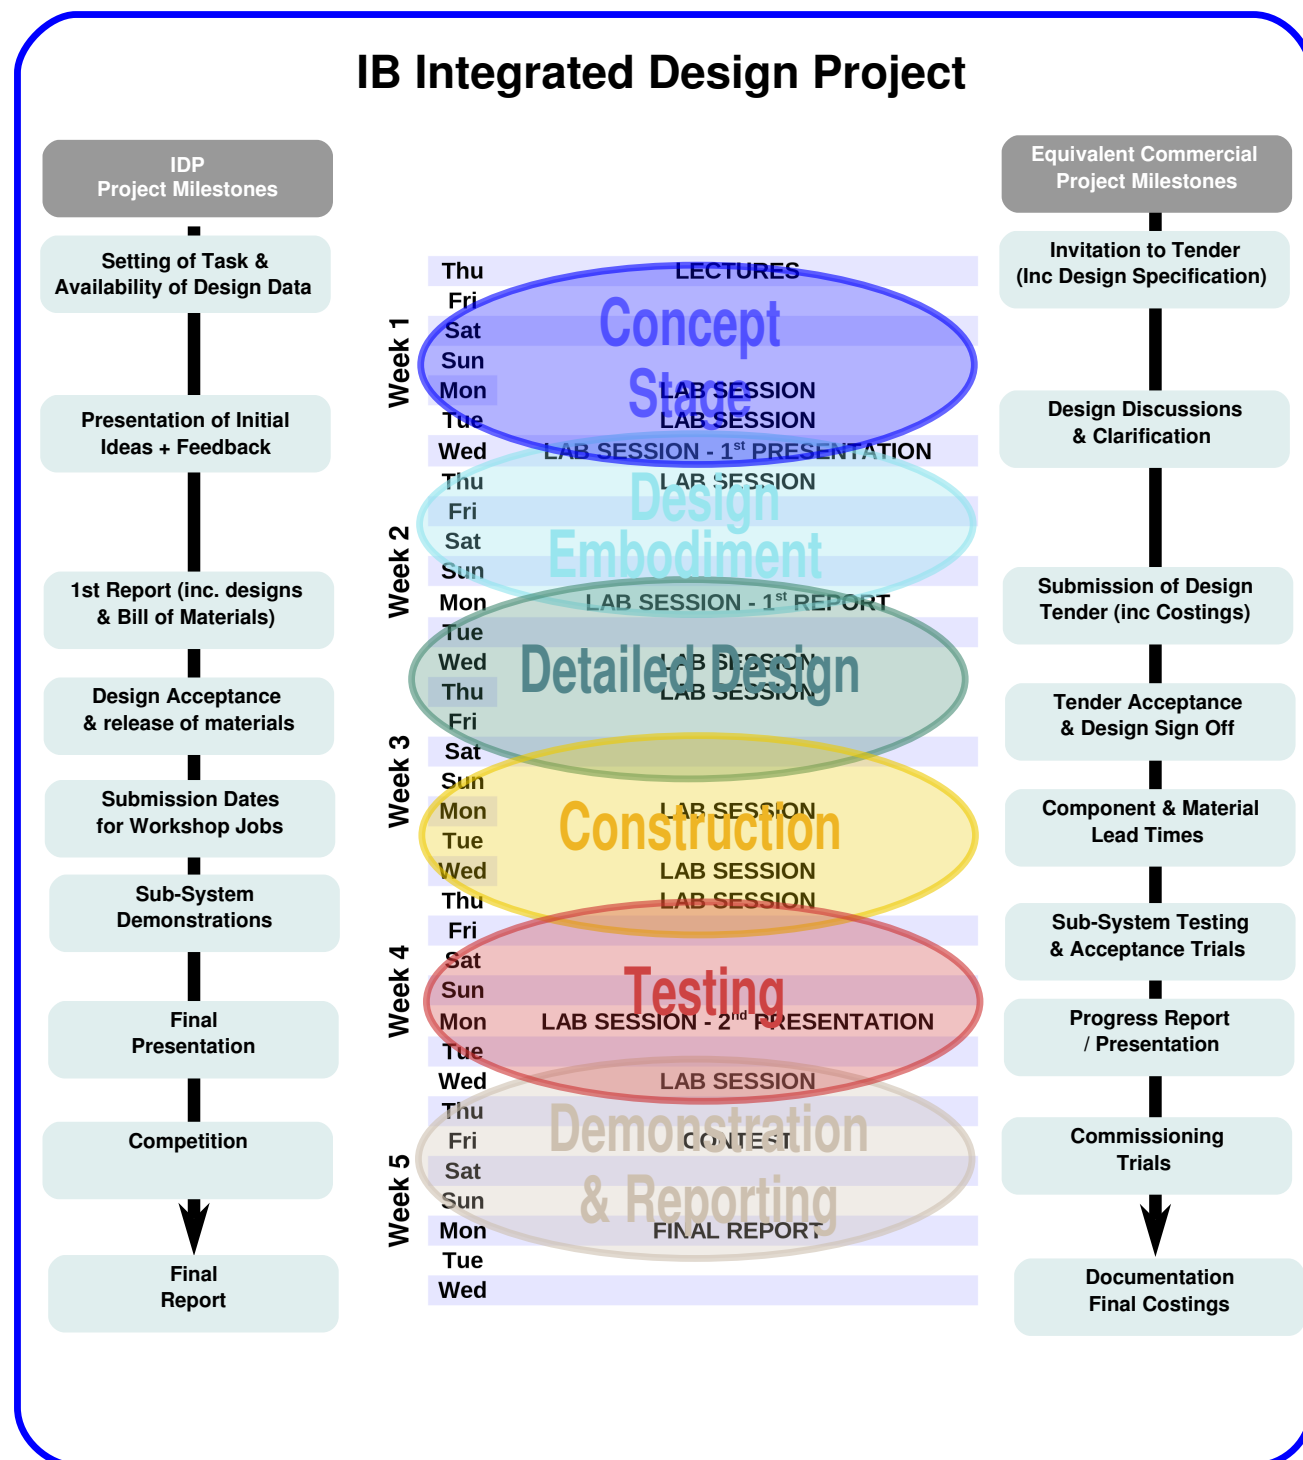 IB Integrated Design Project
IDP
Project Milestones
Setting of Task &
Availability of Design Data
Presentation of Initial
Ideas + Feedback
1st Report (inc. designs
& Bill of Materials)
Design Acceptance
& release of materials
Submission Dates
for Workshop Jobs
Sub-System
Demonstrations
Final
Presentation
Competition
Final
Report
Week 1
Thu LECTURES
Fri
Sat
Sun
Mon LAB SESSION
Tue LAB SESSION
Wed LAB SESSION - 1st PRESENTATION
Concept
Stage
Week 2
Thu LAB SESSION
Fri
Sat
Sun
Mon LAB SESSION - 1st REPORT
Tue
Wed LAB SESSION
Design
Embodiment
Week 3
Thu LAB SESSION
Fri
Sat
Sun
Mon LAB SESSION
Tue
Wed LAB SESSION
Detailed Design
Construction
Week 4
Thu LAB SESSION
Fri
Sat
Sun
Mon LAB SESSION - 2nd PRESENTATION
Tue
Wed LAB SESSION
Testing
Week 5
Thu
Fri CONTEST
Sat
Sun
Mon FINAL REPORT
Tue
Wed
Demonstration
& Reporting
Equivalent Commercial
Project Milestones
Invitation to Tender
(Inc Design Specification)
Design Discussions
& Clarification
Submission of Design
Tender (inc Costings)
Tender Acceptance
& Design Sign Off
Component & Material
Lead Times
Sub-System Testing
& Acceptance Trials
Progress Report
/ Presentation
Commissioning
Trials
Documentation
Final Costings